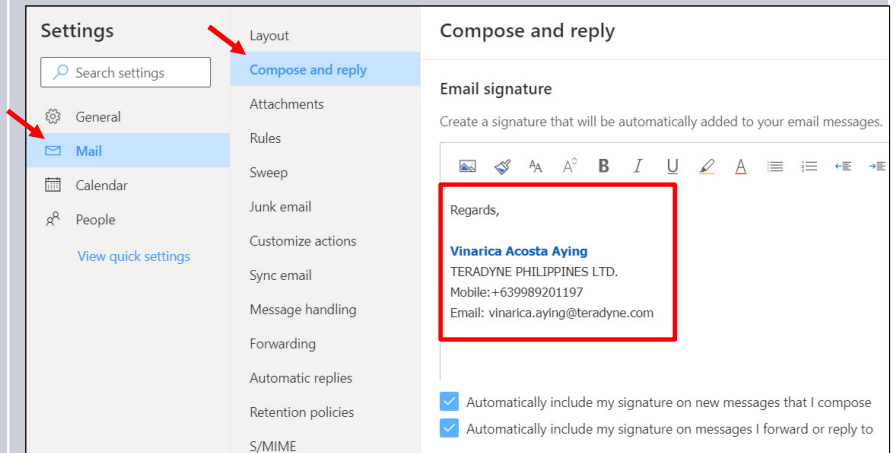 Settings
Search settings
General
Mail
Calendar
People
View quick settings
Layout
Compose and reply
Attachments
Rules
Sweep
Junk email
Customize actions
Sync email
Message handling
Forwarding
Automatic replies
Retention policies
S/MIME
Compose and reply
Email signature
Create a signature that will be automatically added to your email messages.
Regards,
Vinarica Acosta Aying
TERADYNE PHILIPPINES LTD.
Mobile:+639989201197
Email: vinarica.aying@teradyne.com
Automatically include my signature on new messages that I compose
Automatically include my signature on messages I forward or reply to